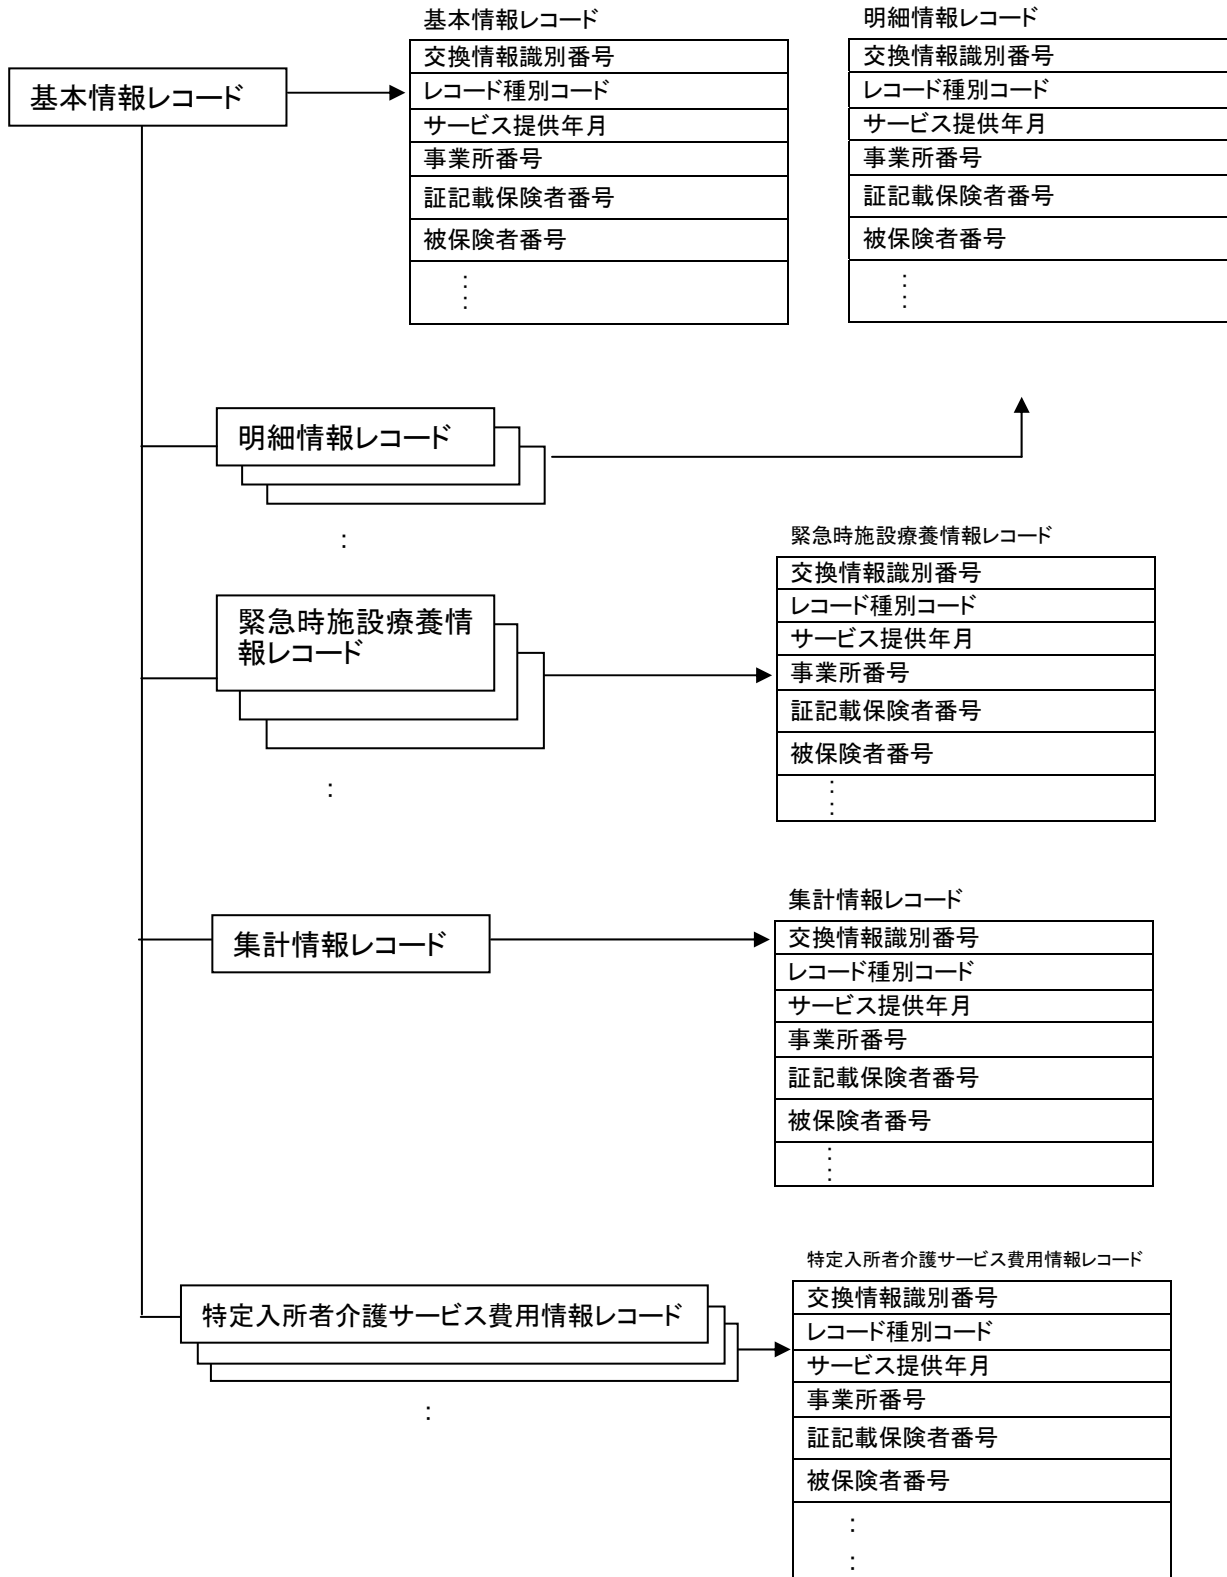 基本情報レコード
基本情報レコード
交換情報識別番号
レコード種別コード
サービス提供年月
事業所番号
証記載保険者番号
被保険者番号
：
：
明細情報レコード
交換情報識別番号
レコード種別コード
サービス提供年月
事業所番号
証記載保険者番号
被保険者番号
：
：
明細情報レコード
：
緊急時施設療養情
報レコード
：
緊急時施設療養情報レコード
交換情報識別番号
レコード種別コード
サービス提供年月
事業所番号
証記載保険者番号
被保険者番号
：
：
集計情報レコード
集計情報レコード
交換情報識別番号
レコード種別コード
サービス提供年月
事業所番号
証記載保険者番号
被保険者番号
：
：
特定入所者介護サービス費用情報レコード
：
特定入所者介護サービス費用情報レコード
交換情報識別番号
レコード種別コード
サービス提供年月
事業所番号
証記載保険者番号
被保険者番号
：
：